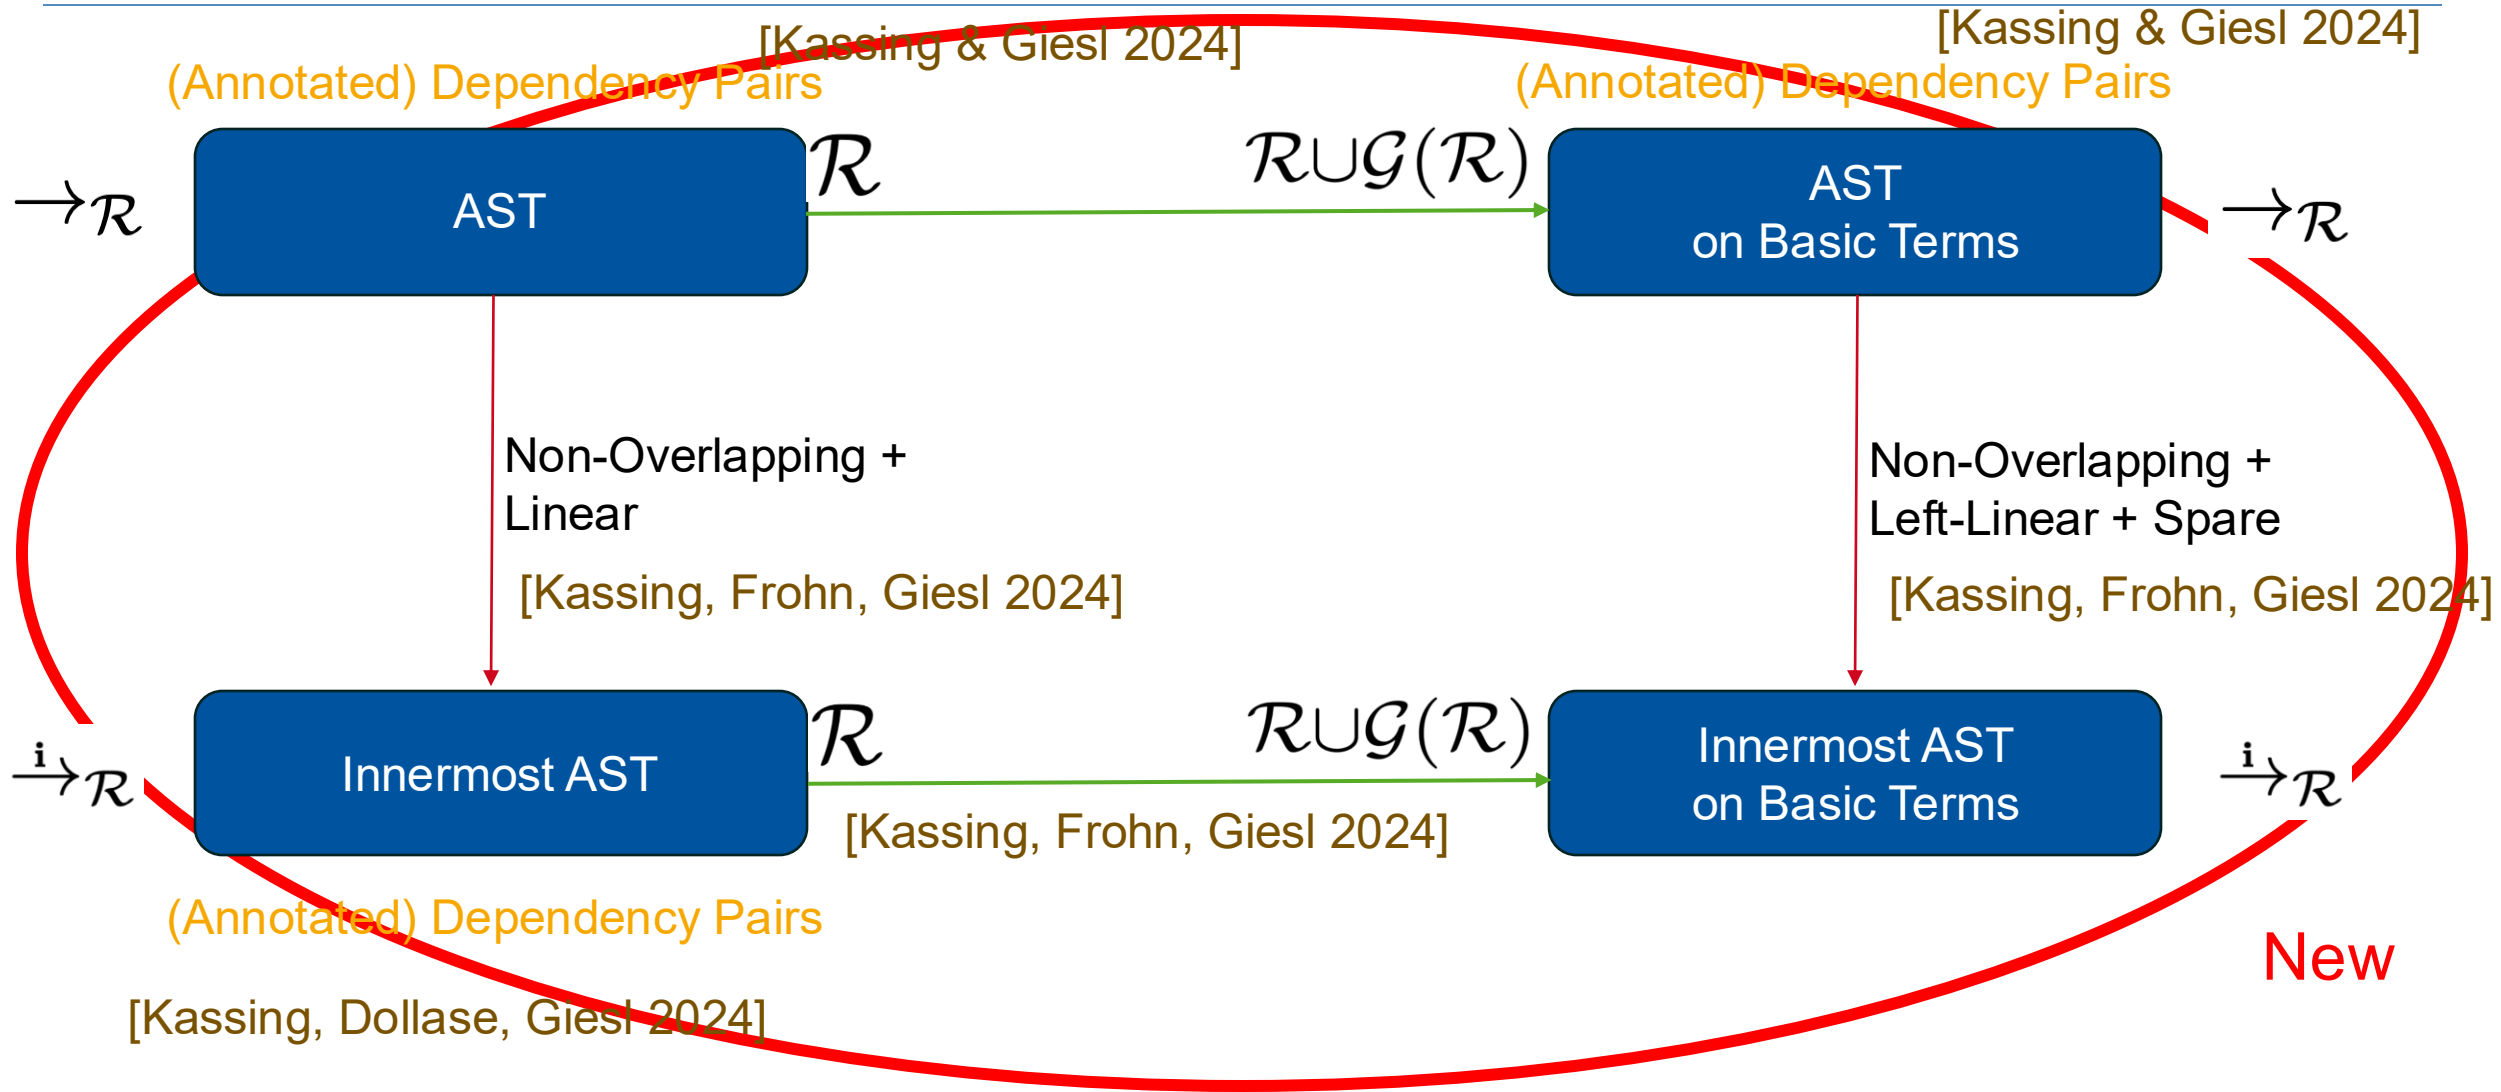 [Kassing & Giesl 2024]
[Kassing & Giesl 2024]
(Annotated) Dependency Pairs
(Annotated) Dependency Pairs
→R
AST
R
R∪G(R)
AST
on Basic Terms
→R
Non-Overlapping +
Linear
Non-Overlapping +
Left-Linear + Spare
[Kassing, Frohn, Giesl 2024]
[Kassing, Frohn, Giesl 2024]
i→R
Innermost AST
R
R∪G(R)
Innermost AST
on Basic Terms
i→R
[Kassing, Frohn, Giesl 2024]
(Annotated) Dependency Pairs
New
[Kassing, Dollase, Giesl 2024]